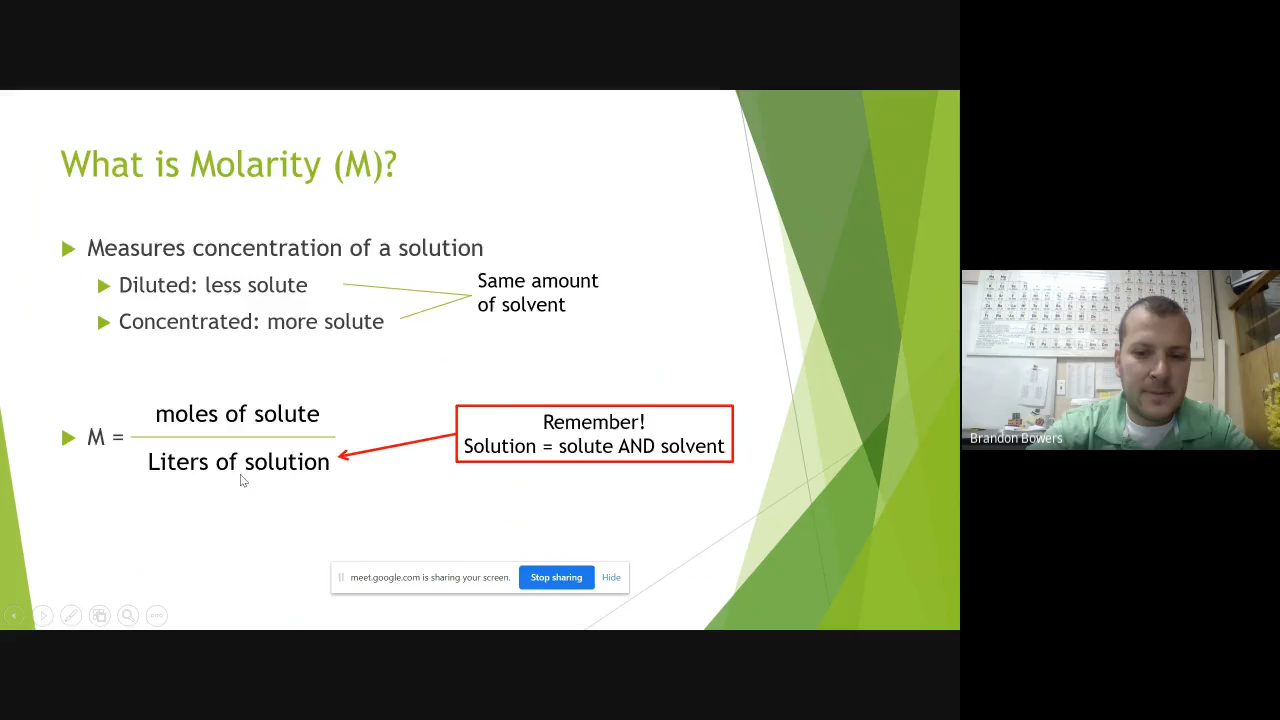 What is Molarity (M)?
Measures concentration of a solution
Diluted: less solute
Concentrated: more solute
Same amount
of solvent
M =
moles of solute
Liters of solution
Remember!
Solution = solute AND solvent
meet.google.com is sharing your screen.
Stop sharing
Hide
Brandon Bowers